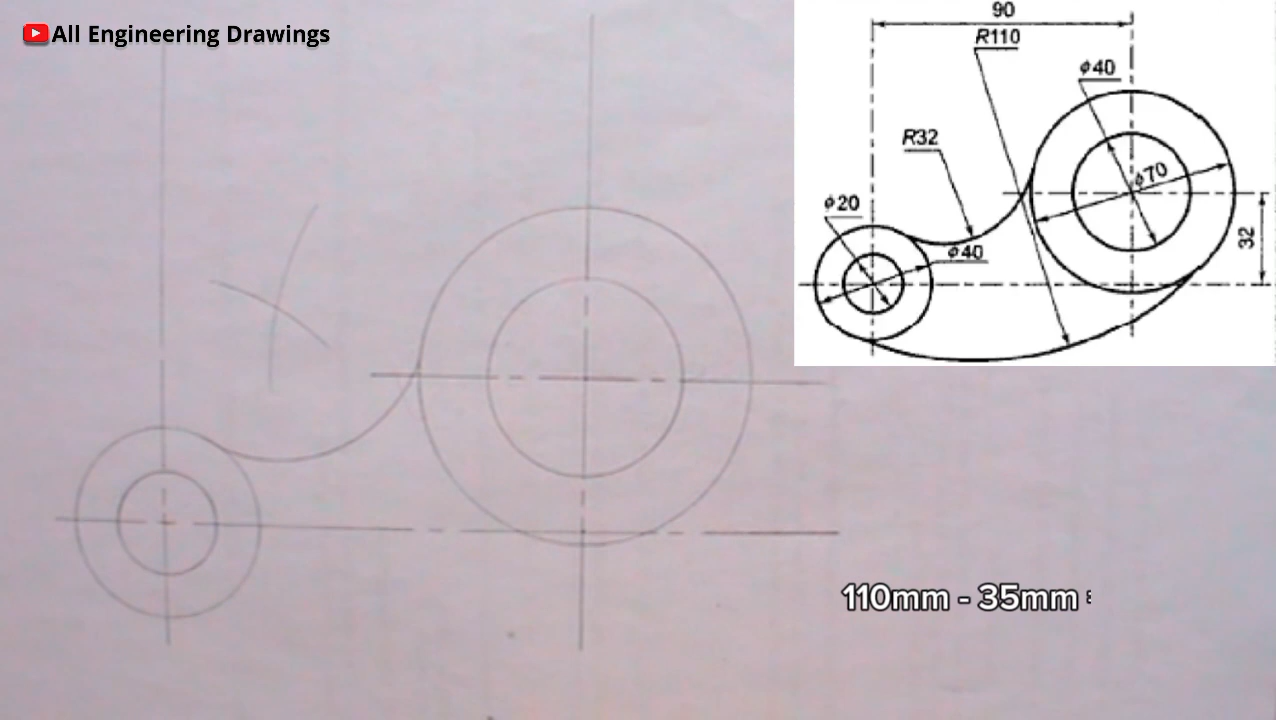 All Engineering Drawings
90
R110
ϕ40
R32
ϕ70
ϕ20
32
ϕ40
110mm - 35mm =